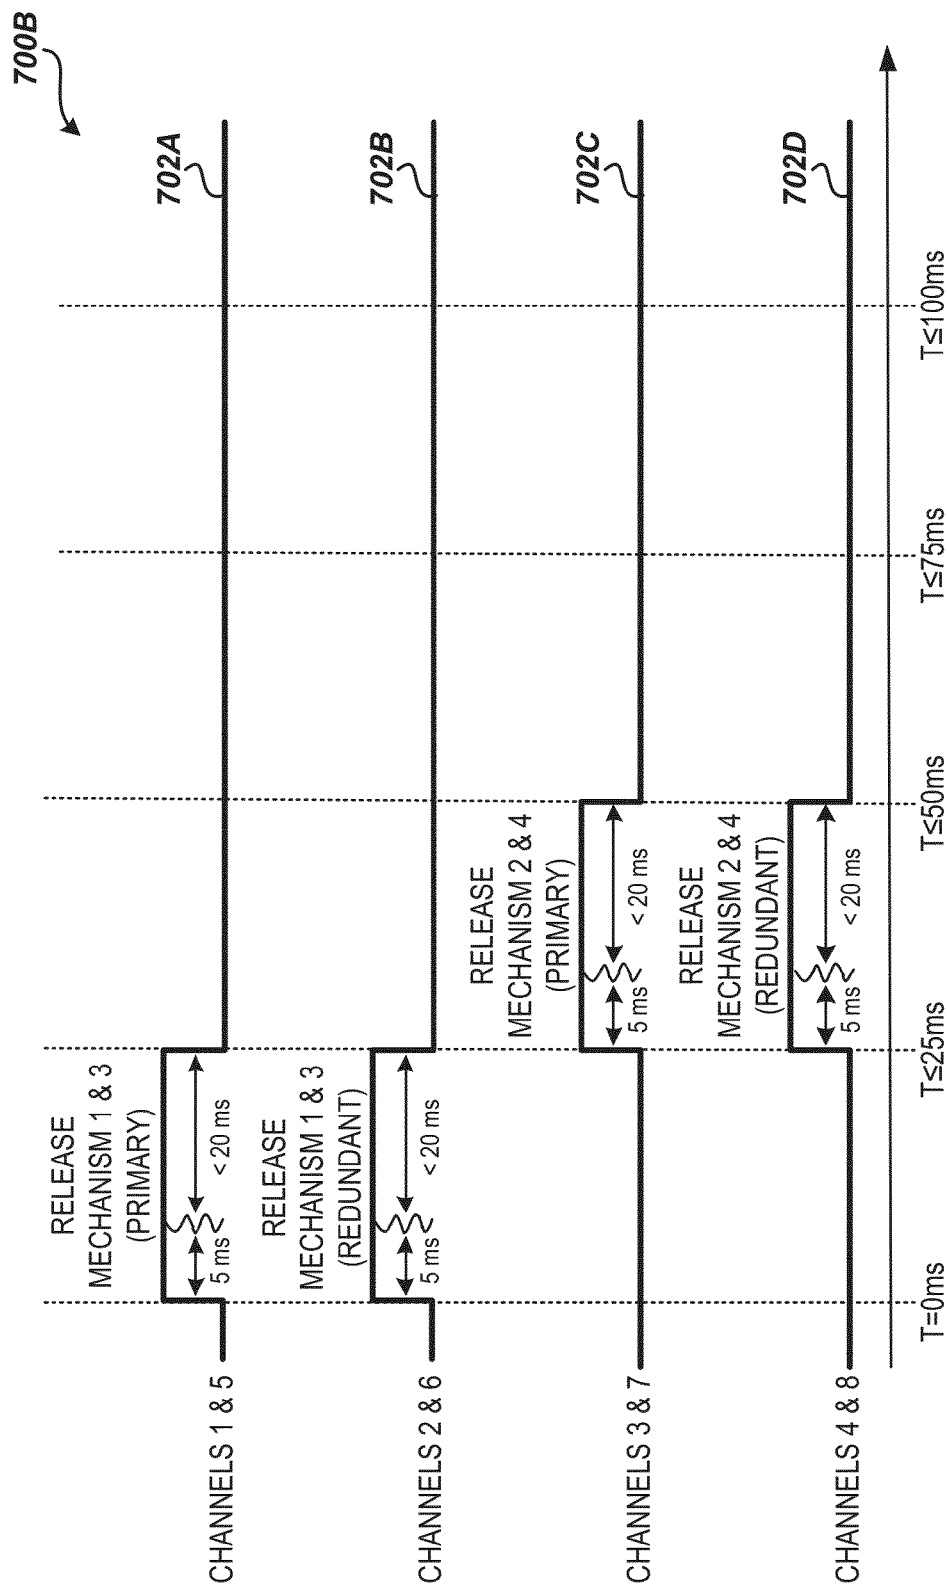 700B
RELEASE
MECHANISM 1 & 3
(PRIMARY)
5 ms
< 20 ms
702A
CHANNELS 1 & 5
RELEASE
MECHANISM 1 & 3
(REDUNDANT)
5 ms
< 20 ms
702B
CHANNELS 2 & 6
RELEASE
MECHANISM 2 & 4
(PRIMARY)
5 ms
< 20 ms
702C
CHANNELS 3 & 7
RELEASE
MECHANISM 2 & 4
(REDUNDANT)
5 ms
< 20 ms
702D
CHANNELS 4 & 8
T=0ms
T≤25ms
T≤50ms
T≤75ms
T≤100ms